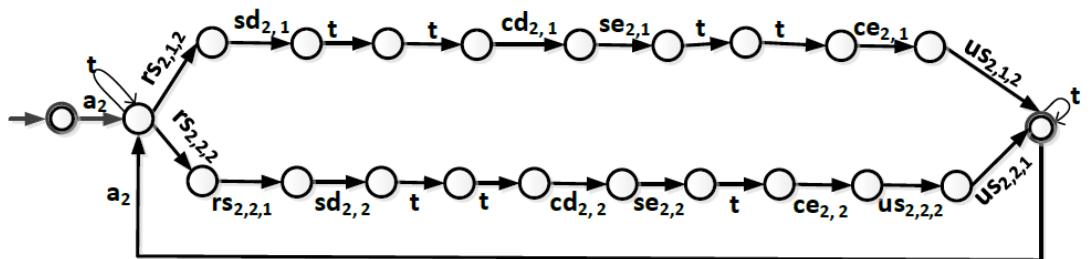 sd2,1 t t cd2,1 se2,1 t t ce2,1
rs2,1,2 us2,1,2
t t
a2
rs2,2,2
a2 rs2,2,1 sd2,2 t t cd2,2 se2,2 t ce2,2 us2,2,2 us2,2,1